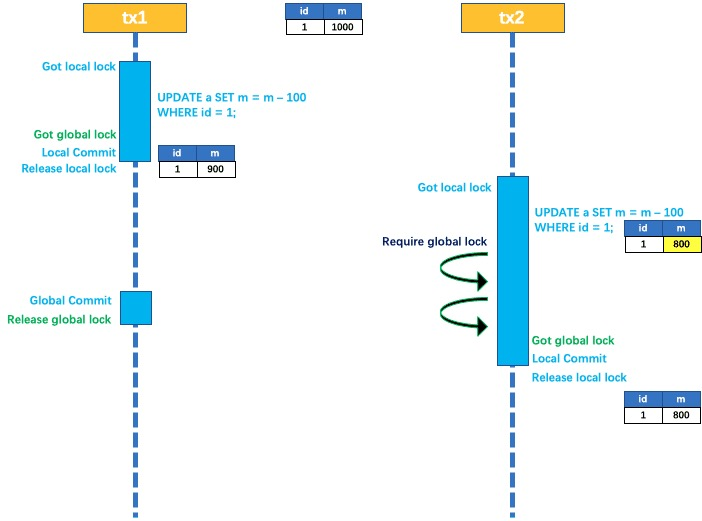 tx1
id m
1 1000
tx2
Got local lock
UPDATE a SET m = m – 100
WHERE id = 1;
Got global lock
Local Commit
Release local lock
id m
1 900
Got local lock
UPDATE a SET m = m – 100
WHERE id = 1;
id m
1 800
Require global lock
Global Commit
Release global lock
Got global lock
Local Commit
Release local lock
id m
1 800